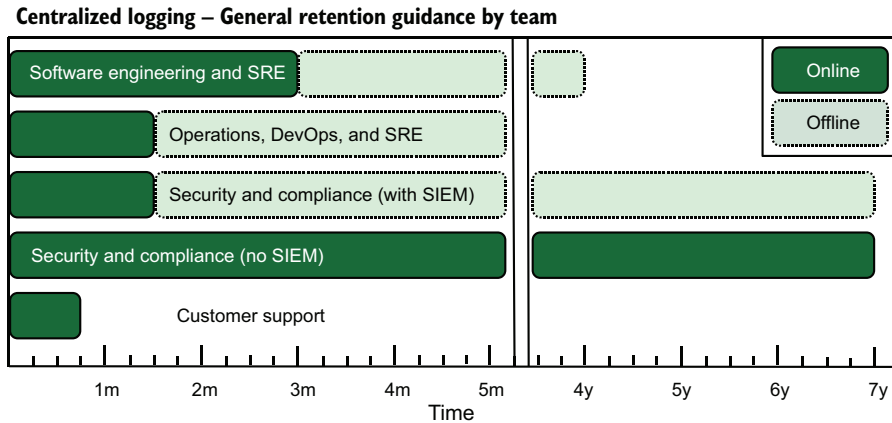 Centralized logging – General retention guidance by team
Software engineering and SRE
Online
Operations, DevOps, and SRE
Offline
Security and compliance (with SIEM)
Security and compliance (no SIEM)
Customer support
1m 2m 3m 4m 5m 4y 5y 6y 7y
Time